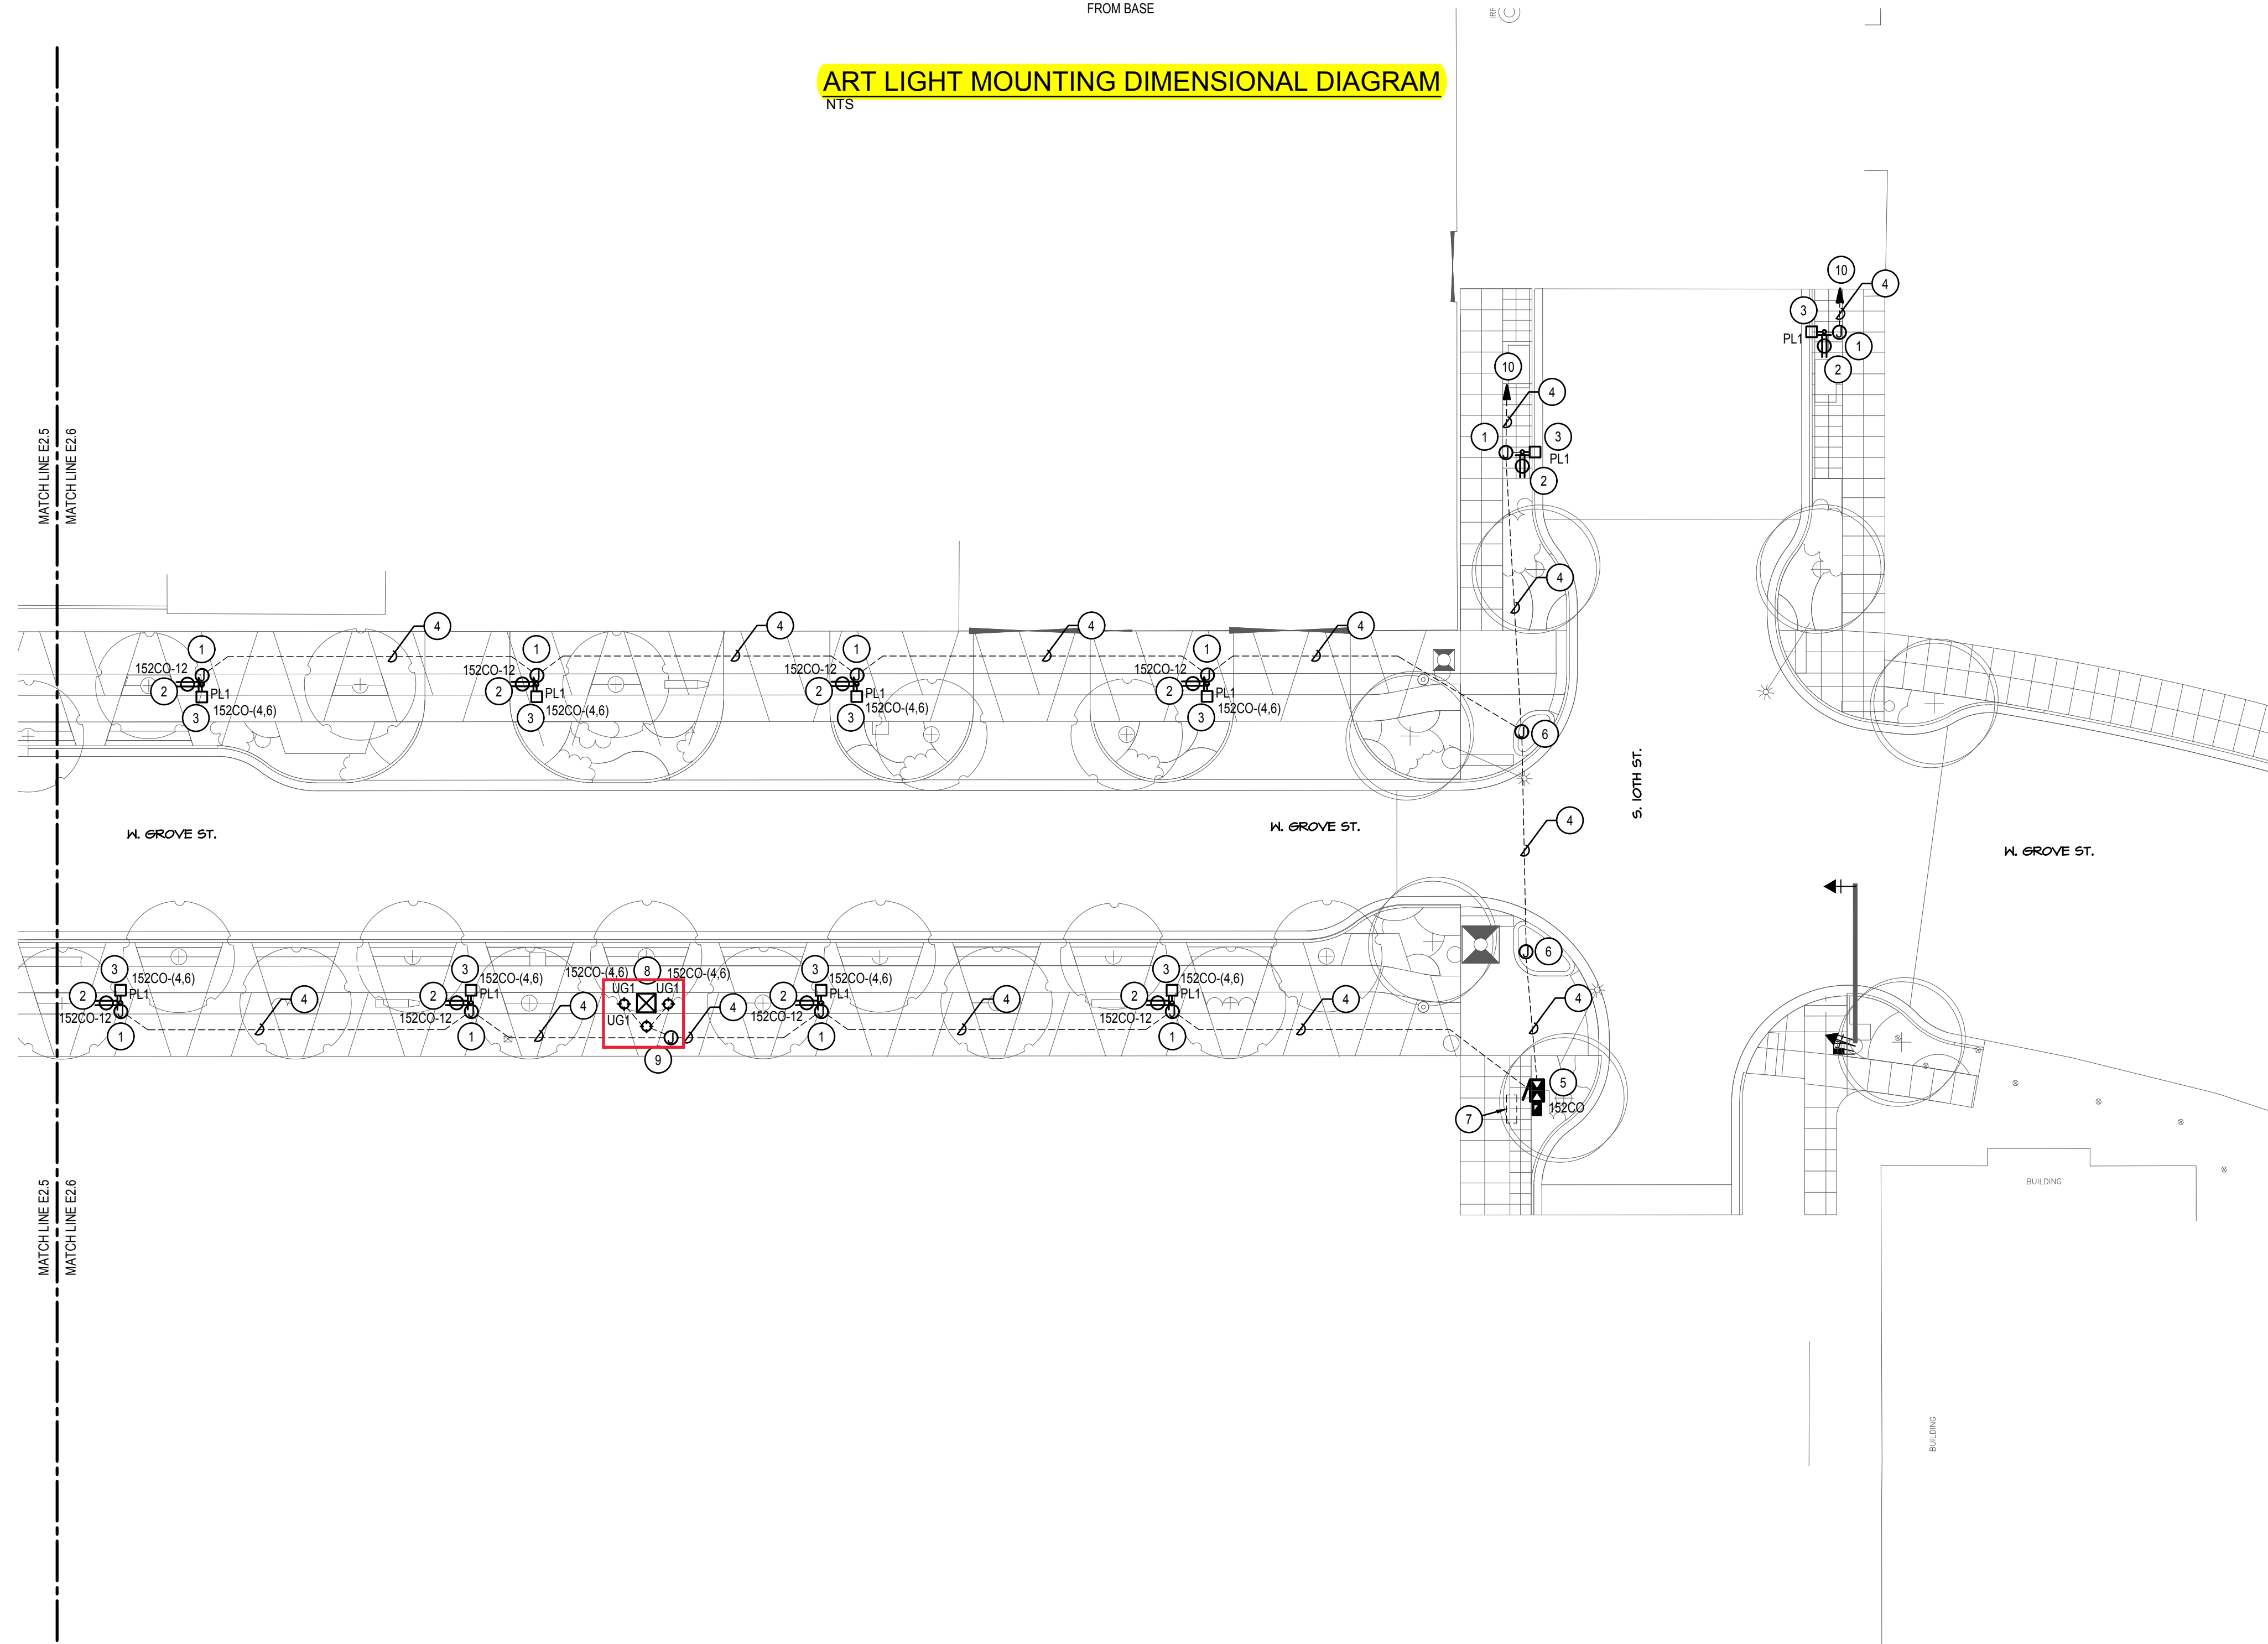 FROM BASE
IRF
ART LIGHT MOUNTING DIMENSIONAL DIAGRAM
NTS
10
4
3
PL1
1
2
10
4
1
3
PL1
2
MATCH LINE E2.5
MATCH LINE E2.6
4
4
4
4
4
1
1
1
1
152CO-12
152CO-12
152CO-12
152CO-12
2
PL1
2
PL1
2
PL1
2
PL1
3
152CO-(4,6)
3
152CO-(4,6)
3
152CO-(4,6)
3
152CO-(4,6)
6
S. 10TH ST.
W. GROVE ST.
W. GROVE ST.
4
W. GROVE ST.
6
3
152CO-(4,6)
3
152CO-(4,6)
152CO-(4,6)
8
152CO-(4,6)
3
152CO-(4,6)
3
152CO-(4,6)
UG1
UG1
2
PL1
2
PL1
2
PL1
2
PL1
4
4
4
4
4
4
152CO-12
152CO-12
UG1
152CO-12
152CO-12
1
1
9
1
1
5
152CO
7
MATCH LINE E2.5
MATCH LINE E2.6
BUILDING
BUILDING